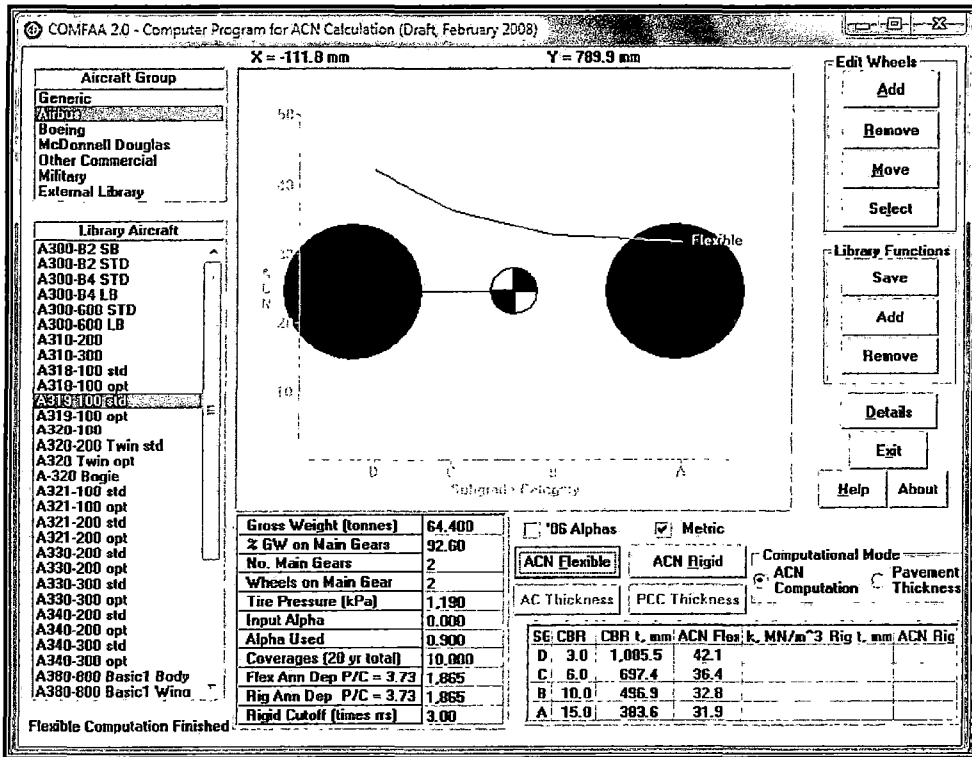 COMFAA 2.0 - Computer Program for ACN Calculation (Draft, February 2008)
X = -111.8 mm Y = 789.9 mm
Aircraft Group
Generic
Airbus
Boeing
McDonnell Douglas
Other Commercial
Military
External Library
Library Aircraft
A300-B2 SB
A300-B2 STD
A300-B4 STD
A300-B4 LB
A300-600 STD
A300-600 LB
A310-200
A310-300
A318-100 std
A318-100 opt
A319-100 std
A319-100 opt
A320-100
A320-200 Twin std
A320 Twin opt
A-320 Bogie
A321-100 std
A321-100 opt
A321-200 std
A321-200 opt
A330-200 std
A330-200 opt
A330-300 std
A330-300 opt
A340-200 std
A340-200 opt
A340-300 std
A340-300 opt
A380-800 Basic1 Body
A380-800 Basic1 Wing
Flexible Computation Finished
50
40
30
A
C
N
20
10
Flexible
D C B A
Subgrade Category
Edit Wheels
Add
Remove
Move
Select
Library Functions
Save
Add
Remove
Details
Exit
Help About
Gross Weight (tonnes) 64.400
% GW on Main Gears 92.60
No. Main Gears 2
Wheels on Main Gear 2
Tire Pressure (kPa) 1,190
Input Alpha 0.000
Alpha Used 0.900
Coverages (20 yr total) 10,000
Flex Ann Dep P/C = 3.73 1,865
Rig Ann Dep P/C = 3.73 1,865
Rigid Cutoff (times rrs) 3.00
'06 Alphas Metric
ACN Flexible ACN Rigid
AC Thickness PCC Thickness
Computational Mode
ACN Computation
Pavement Thickness
SG CBR CBR t, mm ACN Flex k, MN/m^3 Rig t, mm ACN Rig
D 3.0 1,005.5 42.1
C 6.0 697.4 36.4
B 10.0 496.9 32.8
A 15.0 383.6 31.9